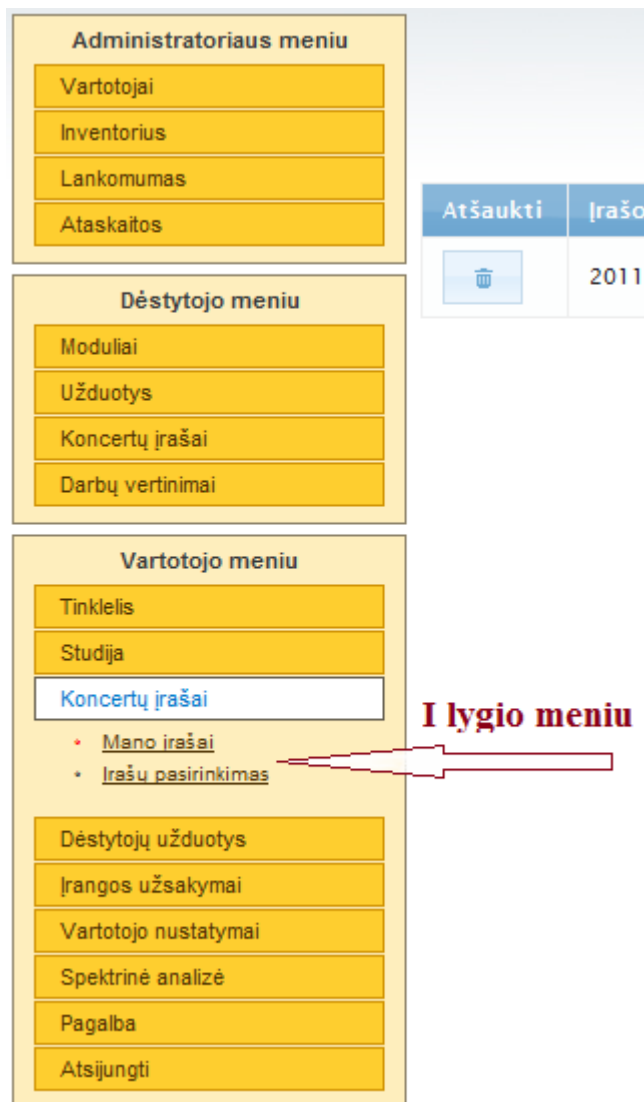 Administratoriaus meniu
Vartotojai
Inventorius
Lankomumas
Ataskaitos
Dėstytojo meniu
Moduliai
Užduotys
Koncertų įrašai
Darbų vertinimai
Vartotojo meniu
Tinklelis
Studija
Koncertų įrašai
Mano įrašai
Irašų pasirinkimas
Dėstytojų užduotys
Įrangos užsakymai
Vartotojo nustatymai
Spektrinė analizė
Pagalba
Atsijungti
Atšaukti Įrašo
2011
I lygio meniu